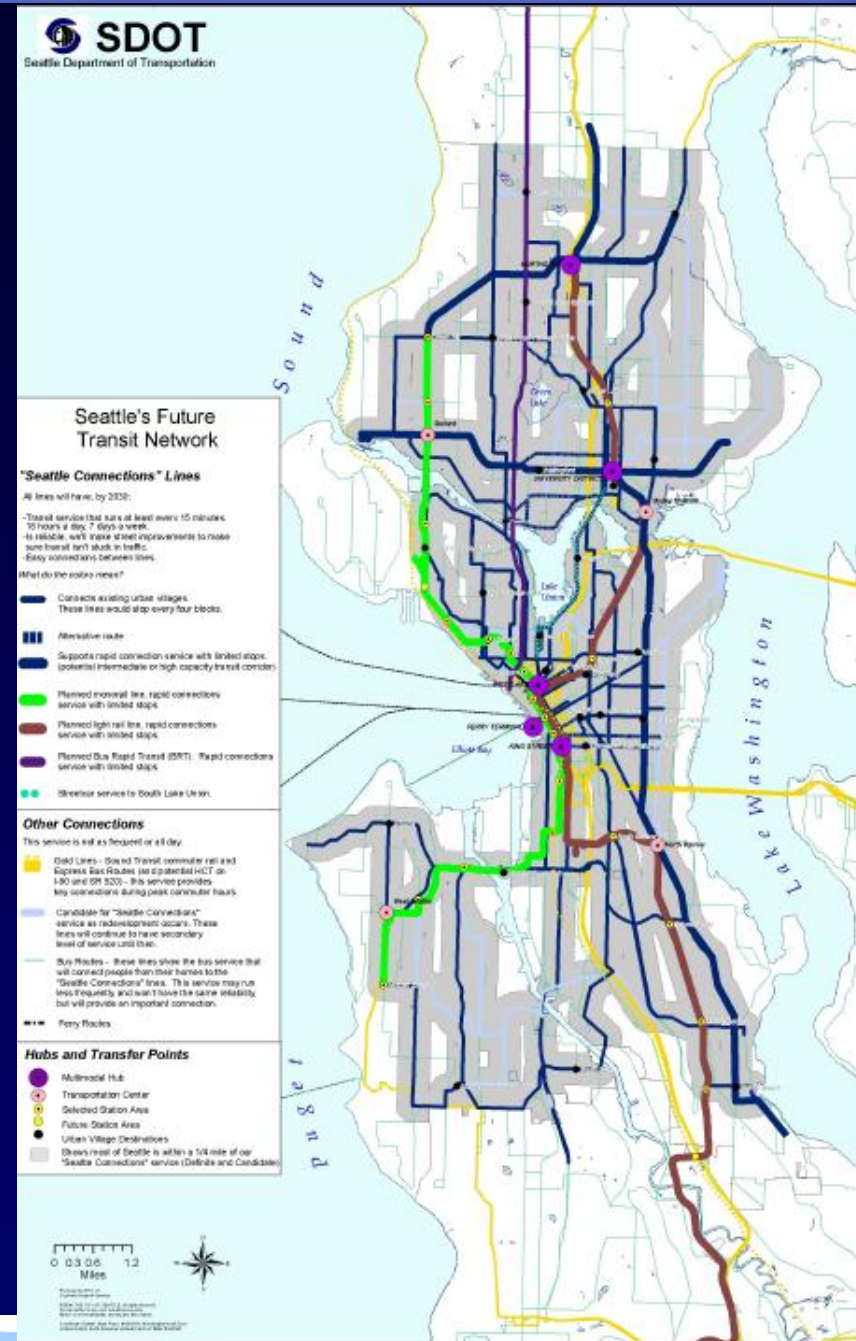 SDOT
Seattle Department of Transportation
Sound
Seattle's Future
Transit Network
"Seattle Connections" Lines
All lines will have, by 2030:
-Transit service that runs at least every 15 minutes,
18 hours a day, 7 days a week.
-Is reliable, we'll make street improvements to make
sure transit isn't stuck in traffic.
-Easy connections between lines.
What do the colors mean?
Connects existing urban villages.
These lines would stop every four blocks.
Alternative route
Supports rapid connection service with limited stops.
(potential intermediate or high capacity transit corridor)
Planned monorail line, rapid connections
service with limited stops
Planned light rail line, rapid connections
service with limited stops
Planned Bus Rapid Transit (BRT): Rapid connections
service with limited stops
Streetcar service to South Lake Union.
Other Connections
This service is not as frequent or all day.
Gold Lines - Sound Transit commuter rail and
Express Bus Routes (and potential HCT on
I-90 and SR 520) - this service provides
key connections during peak commuter hours
Candidate for "Seattle Connections"
service as redevelopment occurs. These
lines will continue to have secondary
level of service until then.
Bus Routes - these lines show the bus service that
will connect people from their homes to the
"Seattle Connections" lines. This service may run
less frequently and won't have the same reliability,
but will provide an important connection.
Ferry Routes
Hubs and Transfer Points
Multimodal Hub
Transportation Center
Selected Station Area
Future Station Area
Urban Village Destinations
Shows most of Seattle is within a 1/4 mile of our
"Seattle Connections" service (Definite and Candidate)
0 0.3 0.6 1.2
Miles
Green
Lake
Ballard
UNIVERSITY DISTRICT
Lake
Union
FERRY TERMINAL
Elliott Bay
KING STREET
North Rainier
Lake Washington
Puget